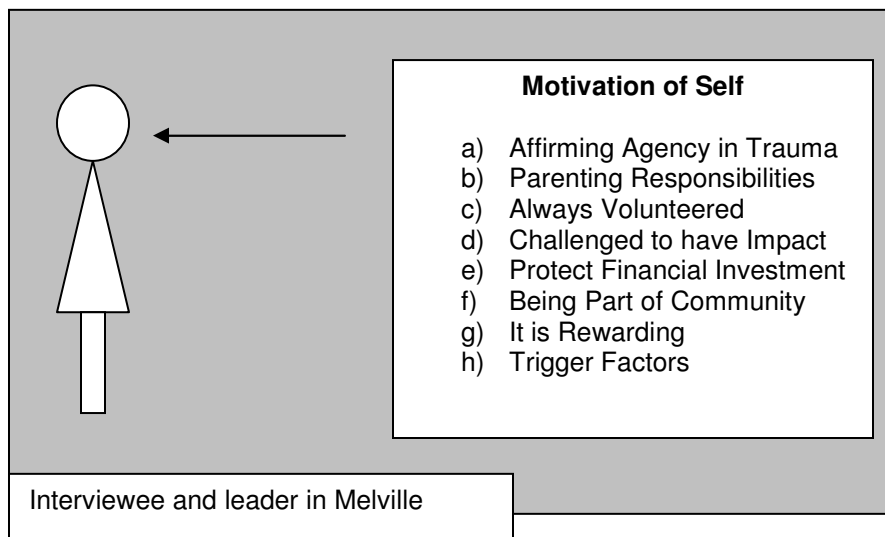 Motivation of Self
a) Affirming Agency in Trauma
b) Parenting Responsibilities
c) Always Volunteered
d) Challenged to have Impact
e) Protect Financial Investment
f) Being Part of Community
g) It is Rewarding
h) Trigger Factors
Interviewee and leader in Melville